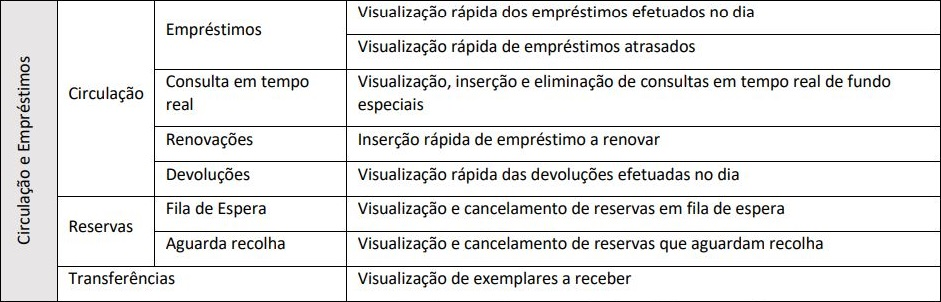 Circulação e Empréstimos
Circulação
Empréstimos
Visualização rápida dos empréstimos efetuados no dia
Visualização rápida de empréstimos atrasados
Consulta em tempo
real
Visualização, inserção e eliminação de consultas em tempo real de fundo
especiais
Renovações
Inserção rápida de empréstimo a renovar
Devoluções
Visualização rápida das devoluções efetuadas no dia
Reservas
Fila de Espera
Visualização e cancelamento de reservas em fila de espera
Aguarda recolha
Visualização e cancelamento de reservas que aguardam recolha
Transferências
Visualização de exemplares a receber